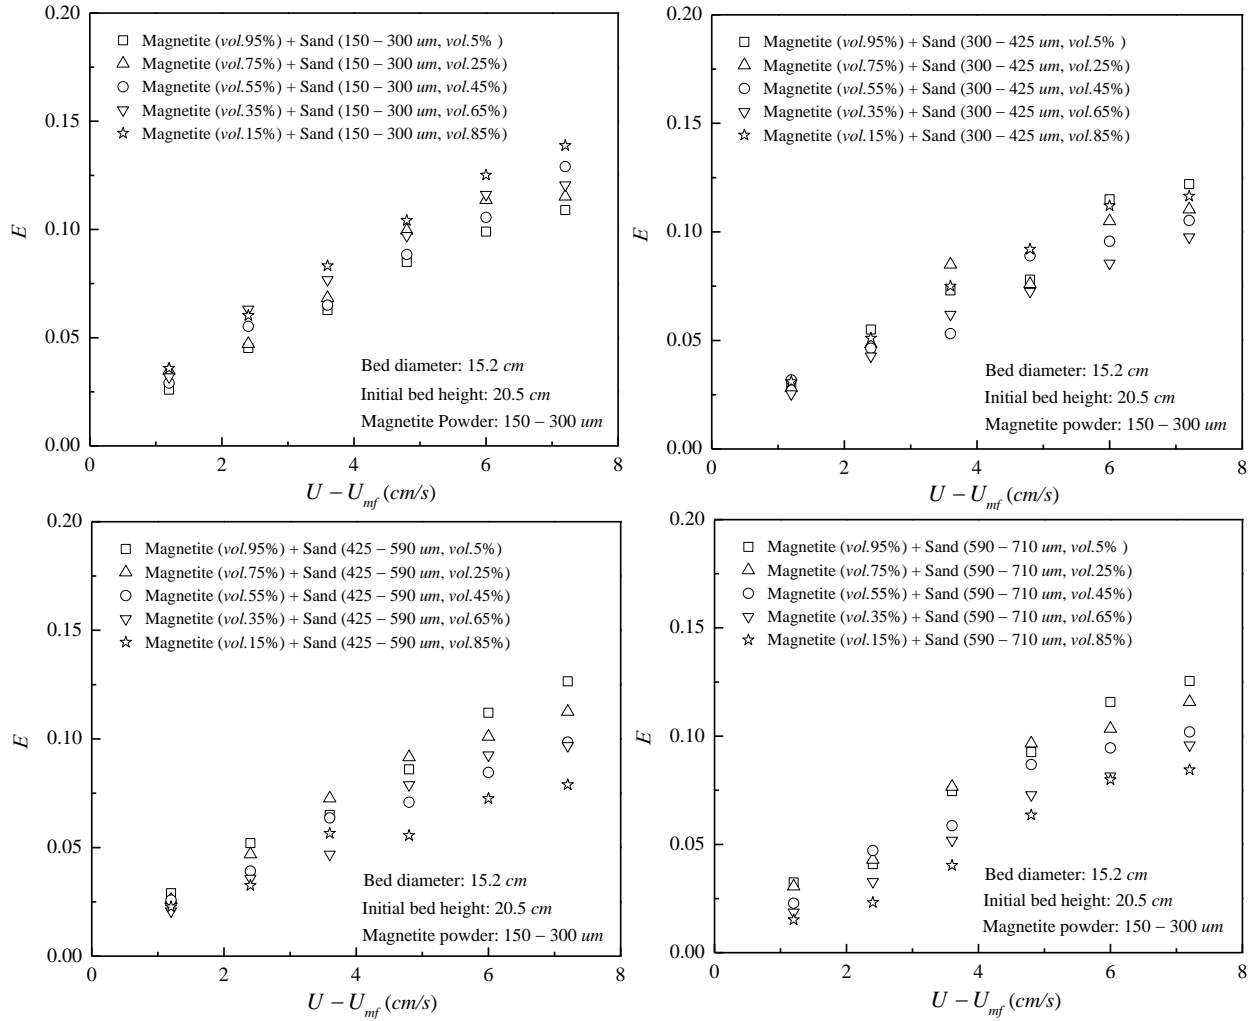 0.20
Magnetite (vol.95%) + Sand (150 – 300 um, vol.5% )
Magnetite (vol.75%) + Sand (150 – 300 um, vol.25%)
Magnetite (vol.55%) + Sand (150 – 300 um, vol.45%)
Magnetite (vol.35%) + Sand (150 – 300 um, vol.65%)
Magnetite (vol.15%) + Sand (150 – 300 um, vol.85%)
0.15
0.10
E
0.05
Bed diameter: 15.2 cm
Initial bed height: 20.5 cm
Magnetite Powder: 150 – 300 um
0.00
0 2 4 6 8
U – Umf (cm/s)
0.20
Magnetite (vol.95%) + Sand (300 – 425 um, vol.5% )
Magnetite (vol.75%) + Sand (300 – 425 um, vol.25%)
Magnetite (vol.55%) + Sand (300 – 425 um, vol.45%)
Magnetite (vol.35%) + Sand (300 – 425 um, vol.65%)
Magnetite (vol.15%) + Sand (300 – 425 um, vol.85%)
0.15
0.10
E
0.05
Bed diameter: 15.2 cm
Initial bed height: 20.5 cm
Magnetite powder: 150 – 300 um
0.00
0 2 4 6 8
U – Umf (cm/s)
0.20
Magnetite (vol.95%) + Sand (425 – 590 um, vol.5%)
Magnetite (vol.75%) + Sand (425 – 590 um, vol.25%)
Magnetite (vol.55%) + Sand (425 – 590 um, vol.45%)
Magnetite (vol.35%) + Sand (425 – 590 um, vol.65%)
Magnetite (vol.15%) + Sand (425 – 590 um, vol.85%)
0.15
0.10
E
0.05
Bed diameter: 15.2 cm
Initial bed height: 20.5 cm
Magnetite powder: 150 – 300 um
0.00
0 2 4 6 8
U – Umf (cm/s)
0.20
Magnetite (vol.95%) + Sand (590 – 710 um, vol.5% )
Magnetite (vol.75%) + Sand (590 – 710 um, vol.25%)
Magnetite (vol.55%) + Sand (590 – 710 um, vol.45%)
Magnetite (vol.35%) + Sand (590 – 710 um, vol.65%)
Magnetite (vol.15%) + Sand (590 – 710 um, vol.85%)
0.15
0.10
E
0.05
Bed diameter: 15.2 cm
Initial bed height: 20.5 cm
Magnetite powder: 150 – 300 um
0.00
0 2 4 6 8
U – Umf (cm/s)